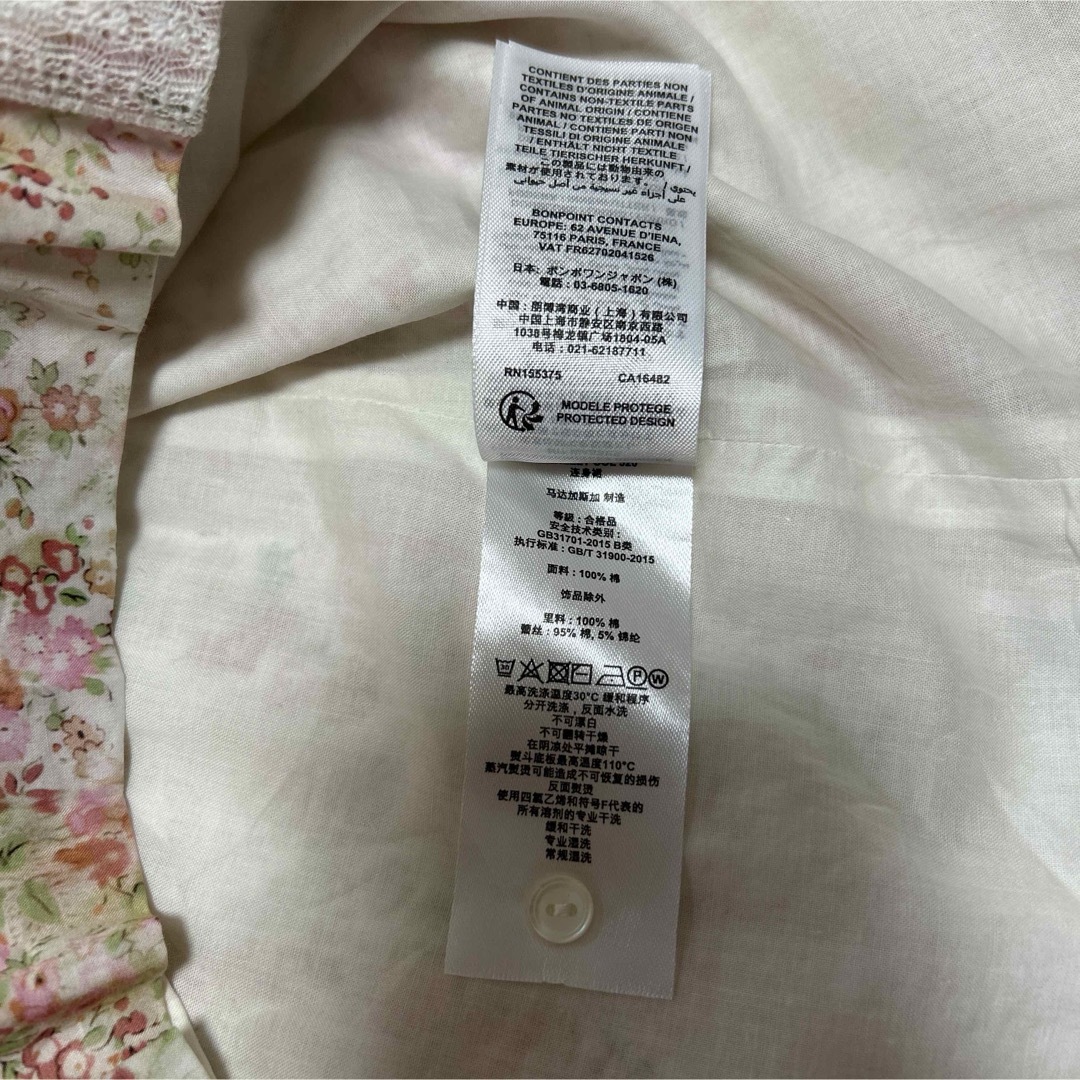 CONTIENT DES PARTIES NON
TEXTILES D'ORIGINE ANIMALE /
CONTAINS NON-TEXTILE PARTS
OF ANIMAL ORIGIN / CONTIENE
PARTES NO TEXTILES DE ORIGEN
ANIMAL / CONTIENE PARTI NON
TESSILI DI ORIGINE ANIMALE
/ ENTHÄLT NICHT TEXTILE
TEILE TIERISCHER HERKUNFT /
この製品には動物由来の
素材が使用されております。 / يحتوي
على أجزاء غير نسيجية من أصل حيواني
BONPOINT CONTACTS
EUROPE: 62 AVENUE D'IENA,
75116 PARIS, FRANCE
VAT FR62702041526
日本: ボンポワンジャポン (株)
電話 : 03-6805-1620
中国 : 丽博湾商业 ( 上海 ) 有限公司
中国上海市静安区南京西路
1038号梅龙镇广场1804-05A
电话 : 021-62187711
RN155375 CA16482
MODELE PROTEGE
PROTECTED DESIGN
连身裙
马达加斯加 制造
等級 : 合格品
安全技术类别 :
GB31701-2015 B类
执行标准 : GB/T 31900-2015
面料 : 100% 棉
饰品除外
里料 : 100% 棉
蕾丝 : 95% 棉, 5% 锦纶
30 P W
最高洗涤温度30°C 缓和程序
分开洗涤 , 反面水洗
不可漂白
不可翻转干燥
在阴凉处平摊晾干
熨斗底板最高温度110°C
蒸汽熨烫可能造成不可恢复的损伤
反面熨烫
使用四氯乙烯和符号F代表的
所有溶剂的专业干洗
缓和干洗
专业湿洗
常规湿洗